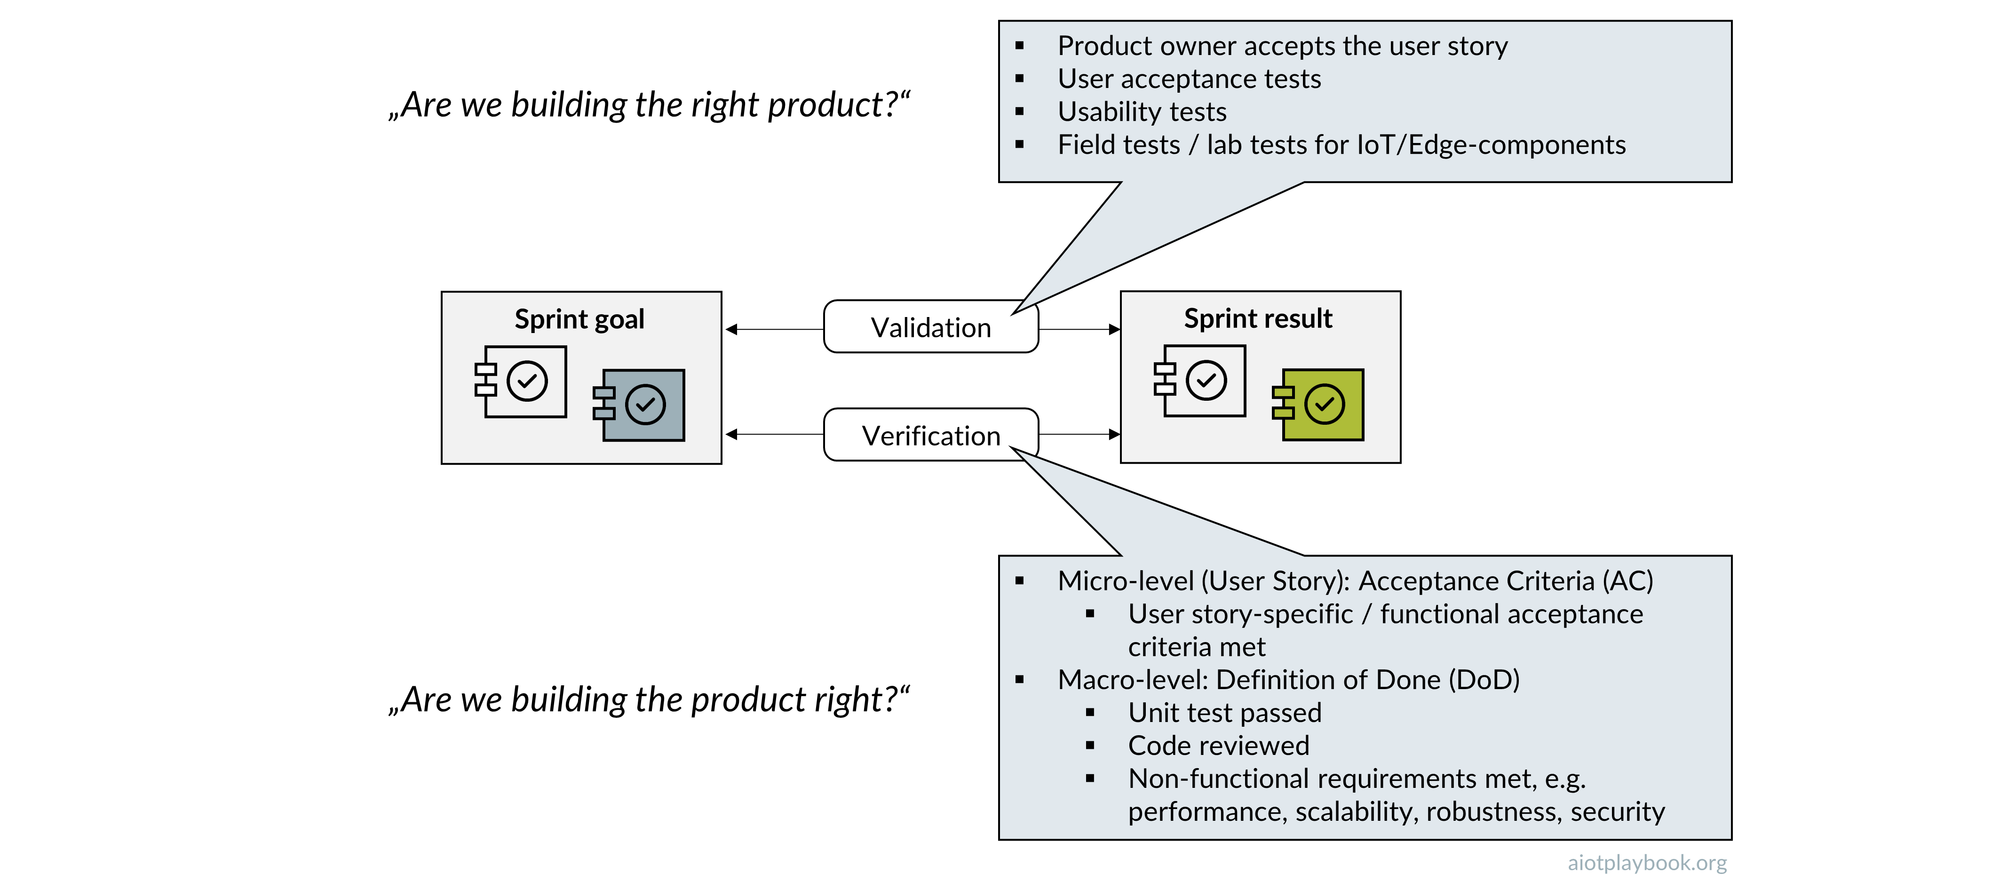 „Are we building the right product?“
▪ Product owner accepts the user story
▪ User acceptance tests
▪ Usability tests
▪ Field tests / lab tests for IoT/Edge-components
Sprint goal
Validation
Verification
Sprint result
„Are we building the product right?“
▪ Micro-level (User Story): Acceptance Criteria (AC)
▪ User story-specific / functional acceptance
criteria met
▪ Macro-level: Definition of Done (DoD)
▪ Unit test passed
▪ Code reviewed
▪ Non-functional requirements met, e.g.
performance, scalability, robustness, security
aiotplaybook.org